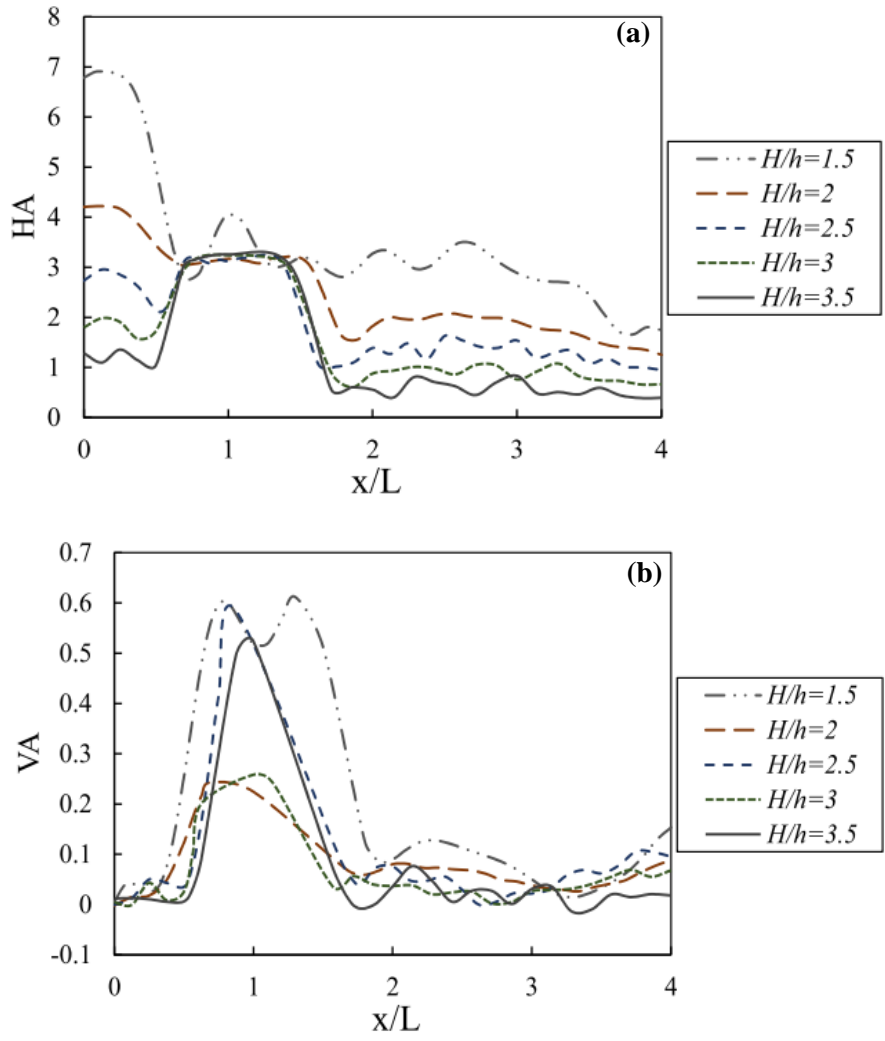 (a)
8
7
6
5
4
3
2
1
0
HA
0 1 2 3 4
x/L
H/h=1.5
H/h=2
H/h=2.5
H/h=3
H/h=3.5
(b)
0.7
0.6
0.5
0.4
0.3
0.2
0.1
0
-0.1
VA
0 1 2 3 4
x/L
H/h=1.5
H/h=2
H/h=2.5
H/h=3
H/h=3.5